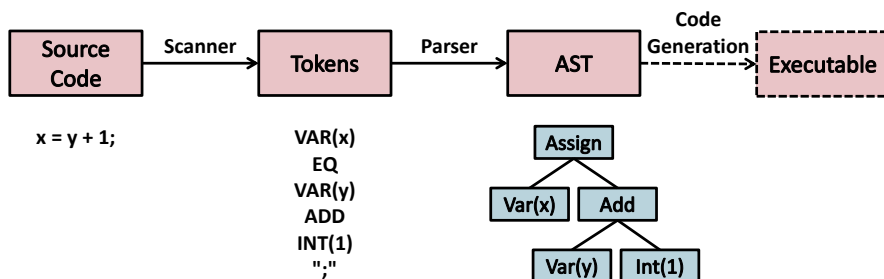 Source
Code
Scanner
Tokens
Parser
AST
Code
Generation
Executable
x = y + 1;
VAR(x)
EQ
VAR(y)
ADD
INT(1)
";"
Assign
Var(x)
Add
Var(y)
Int(1)